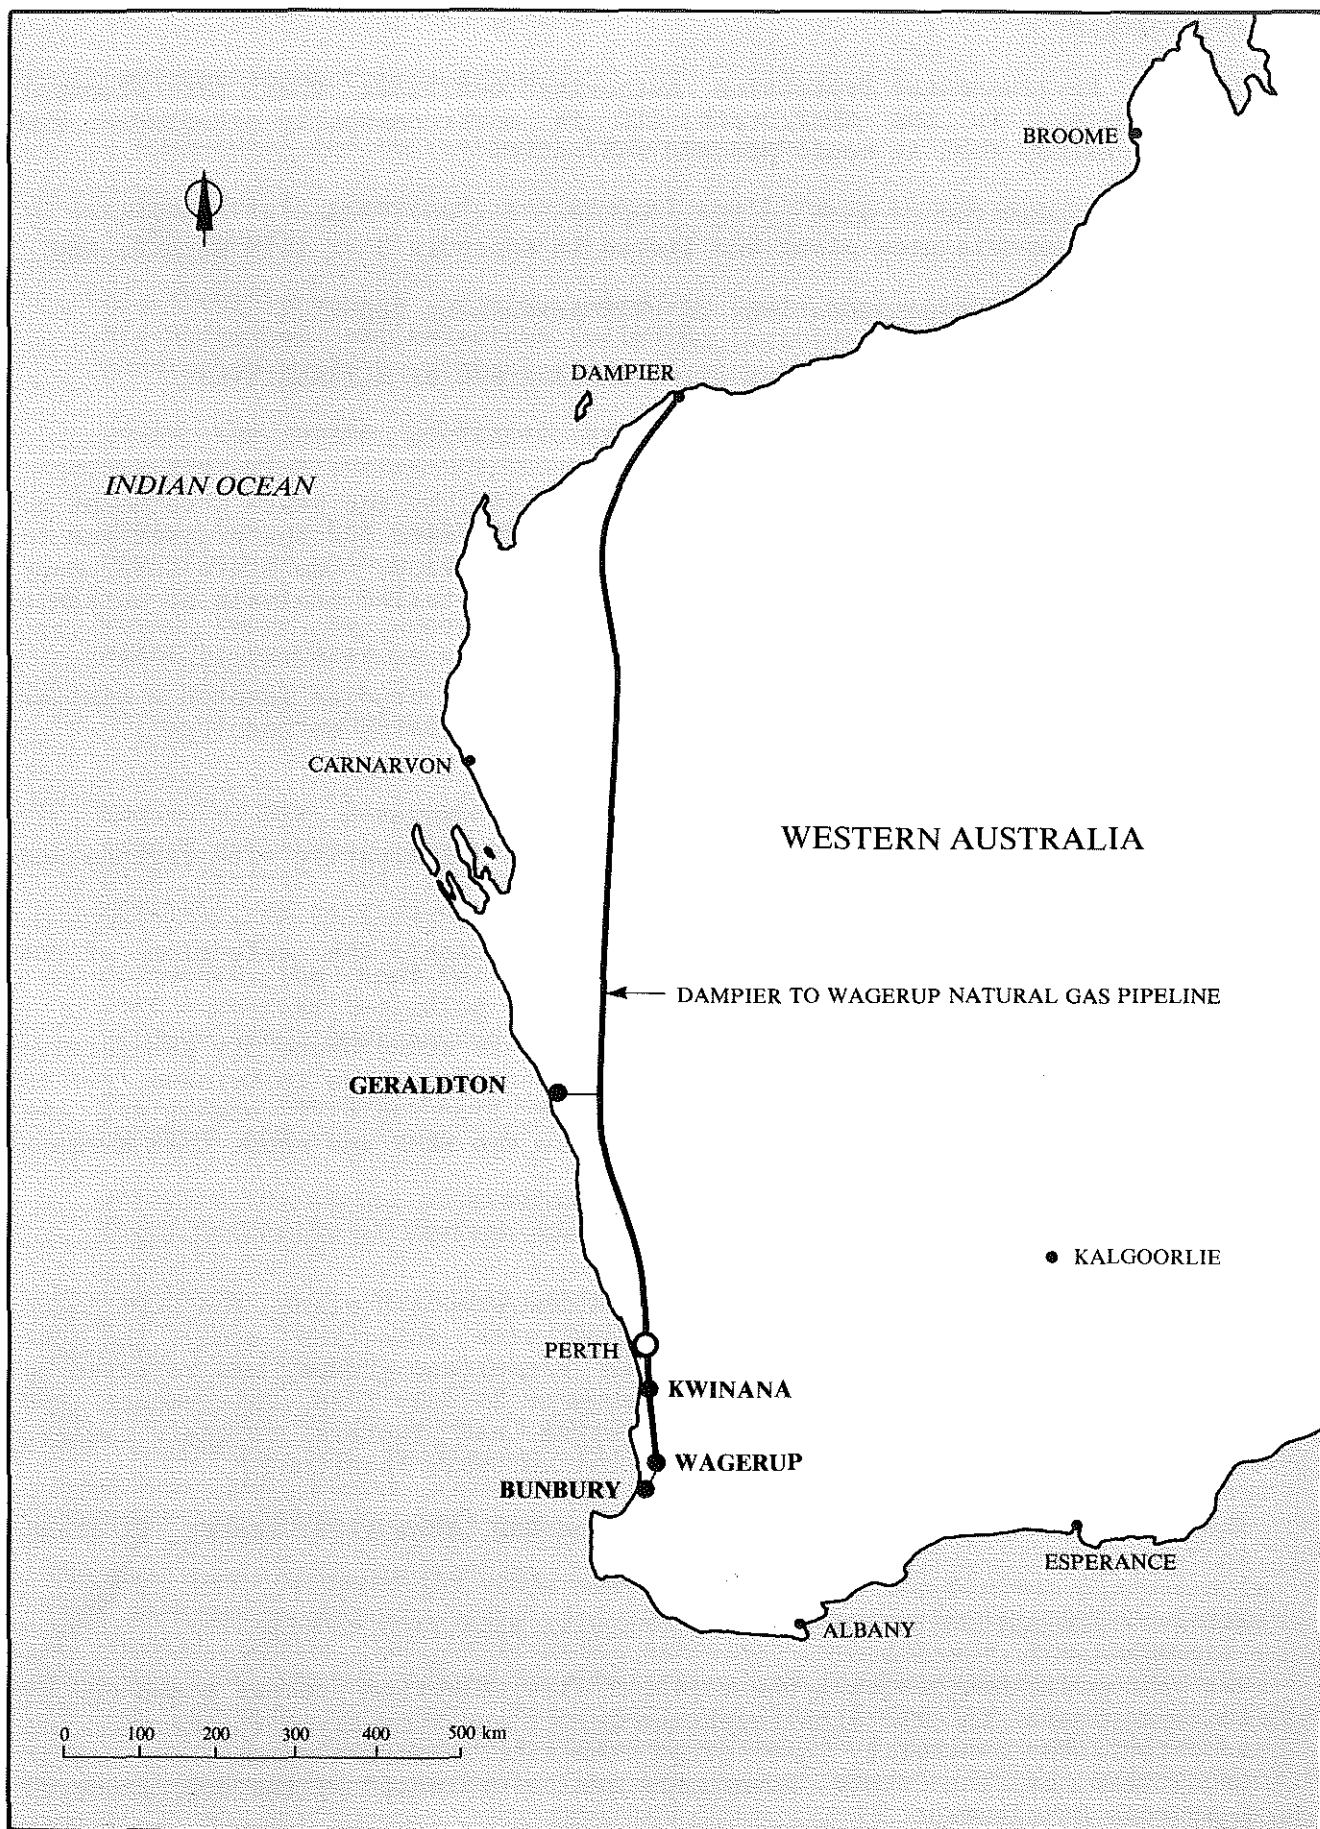 BROOME
DAMPIER
INDIAN OCEAN
CARNARVON
WESTERN AUSTRALIA
DAMPIER TO WAGERUP NATURAL GAS PIPELINE
GERALDTON
KALGOORLIE
PERTH
KWINANA
WAGERUP
BUNBURY
ESPERANCE
ALBANY
0 100 200 300 400 500 km